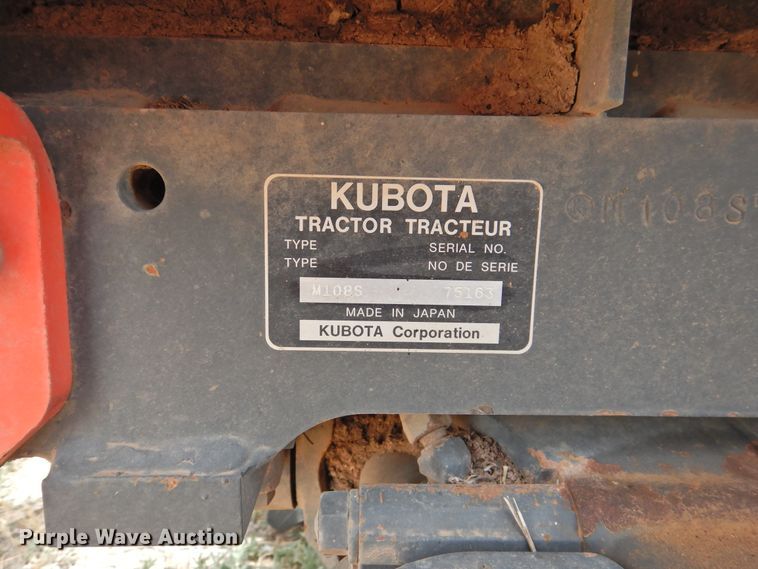 KUBOTA
TRACTOR TRACTEUR
TYPE SERIAL NO.
TYPE NO DE SERIE
M108S 75163
MADE IN JAPAN
KUBOTA Corporation
M108S
Purple Wave Auction